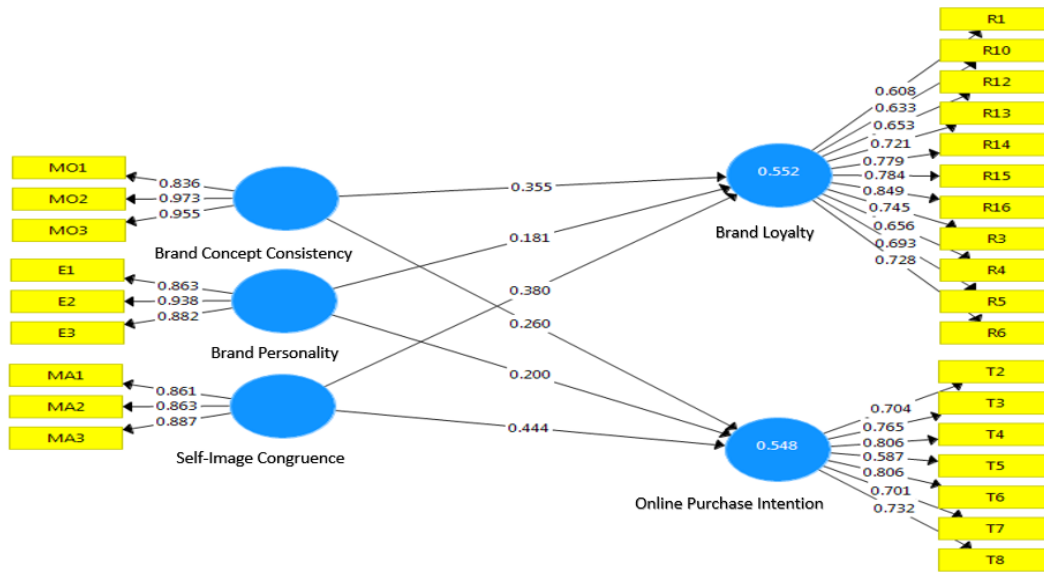 MO1
MO2
MO3
0.836
0.973
0.955
Brand Concept Consistency
E1
E2
E3
0.863
0.938
0.882
Brand Personality
MA1
MA2
MA3
0.861
0.863
0.887
Self-Image Congruence
0.355
0.181
0.380
0.260
0.200
0.444
0.552
Brand Loyalty
0.608
0.633
0.653
0.721
0.779
0.784
0.849
0.745
0.656
0.693
0.728
R1
R10
R12
R13
R14
R15
R16
R3
R4
R5
R6
0.548
Online Purchase Intention
0.704
0.765
0.806
0.587
0.806
0.701
0.732
T2
T3
T4
T5
T6
T7
T8